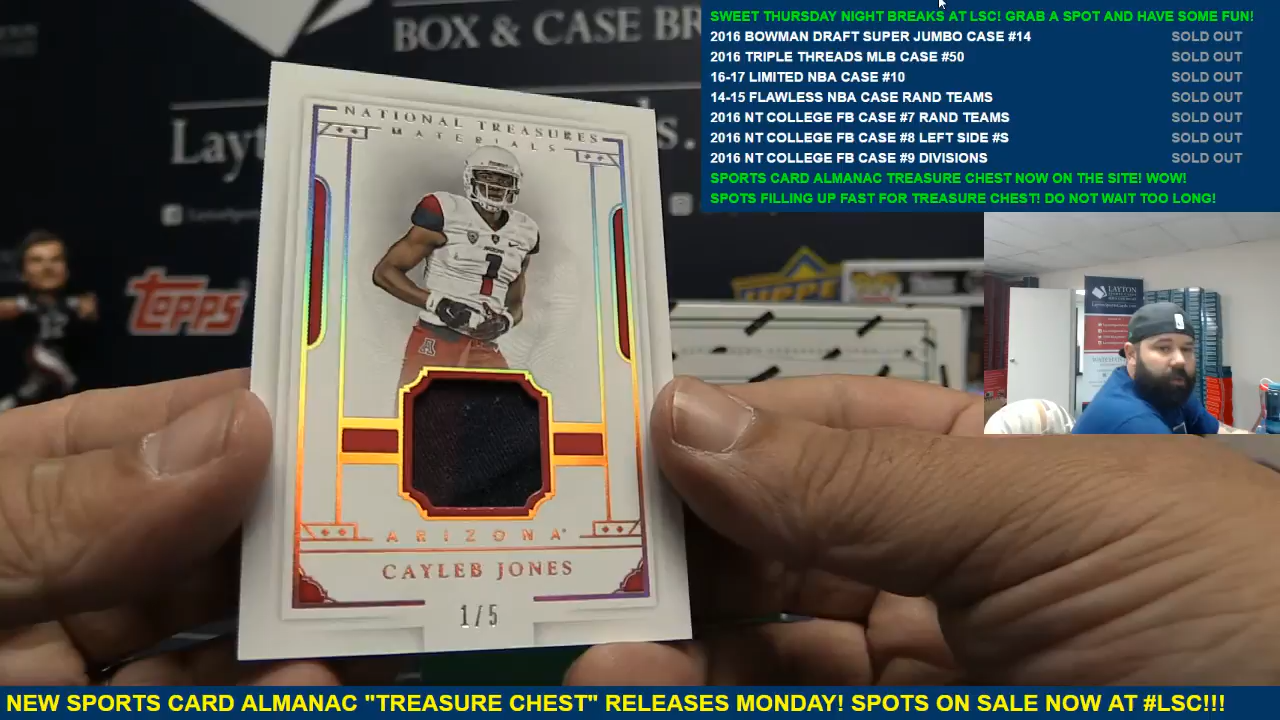 BOX & CASE BR
Layt
s.
SWEET THURSDAY NIGHT BREAKS AT LSC! GRAB A SPOT AND HAVE SOME FUN!
2016 BOWMAN DRAFT SUPER JUMBO CASE #14 SOLD OUT
2016 TRIPLE THREADS MLB CASE #50 SOLD OUT
16-17 LIMITED NBA CASE #10 SOLD OUT
14-15 FLAWLESS NBA CASE RAND TEAMS SOLD OUT
2016 NT COLLEGE FB CASE #7 RAND TEAMS SOLD OUT
2016 NT COLLEGE FB CASE #8 LEFT SIDE #S SOLD OUT
2016 NT COLLEGE FB CASE #9 DIVISIONS SOLD OUT
SPORTS CARD ALMANAC TREASURE CHEST NOW ON THE SITE! WOW!
SPOTS FILLING UP FAST FOR TREASURE CHEST! DO NOT WAIT TOO LONG!
NATIONAL TREASURES
MATERIALS
1
A
TOPPS
UPPE
LAYTON
ARIZONA
CAYLEB JONES
1/5
NEW SPORTS CARD ALMANAC "TREASURE CHEST" RELEASES MONDAY! SPOTS ON SALE NOW AT #LSC!!!